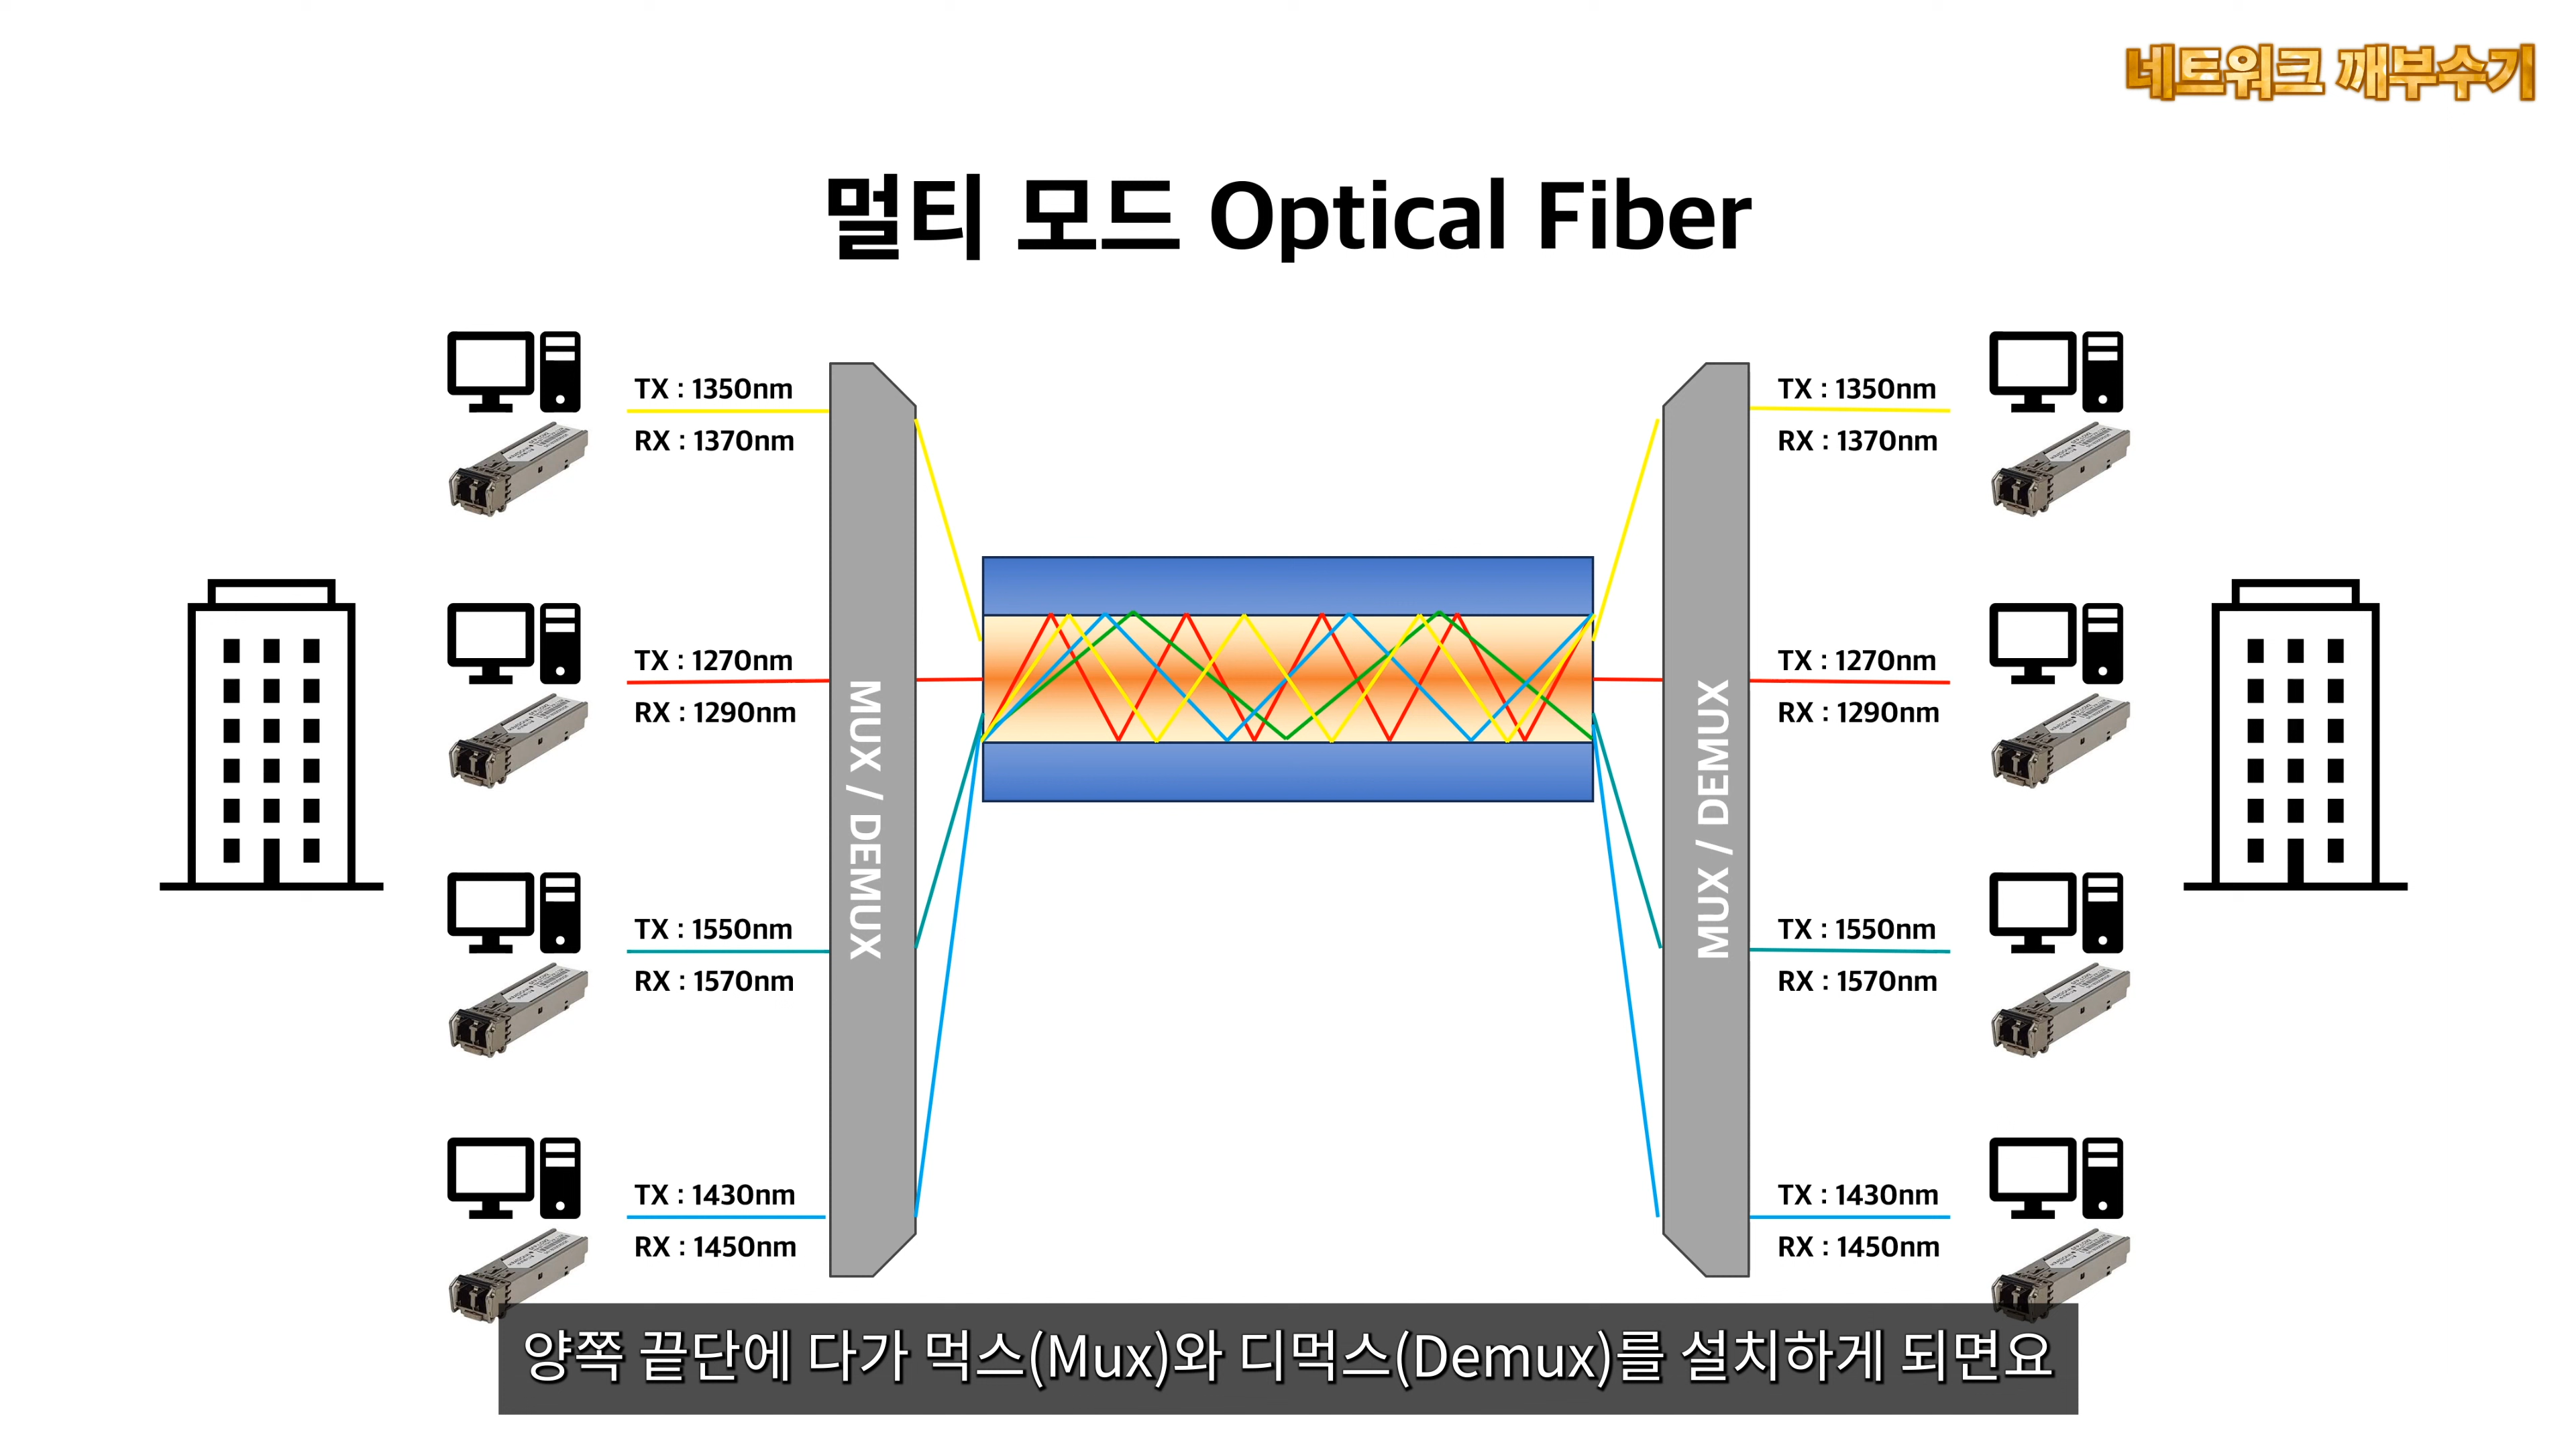 네트워크 깨부수기
멀티 모드 Optical Fiber
TX : 1350nm
RX : 1370nm
TX : 1270nm
RX : 1290nm
TX : 1550nm
RX : 1570nm
TX : 1430nm
RX : 1450nm
MUX / DEMUX
MUX / DEMUX
TX : 1350nm
RX : 1370nm
TX : 1270nm
RX : 1290nm
TX : 1550nm
RX : 1570nm
TX : 1430nm
RX : 1450nm
양쪽 끝단에 다가 먹스(Mux)와 디먹스(Demux)를 설치하게 되면요